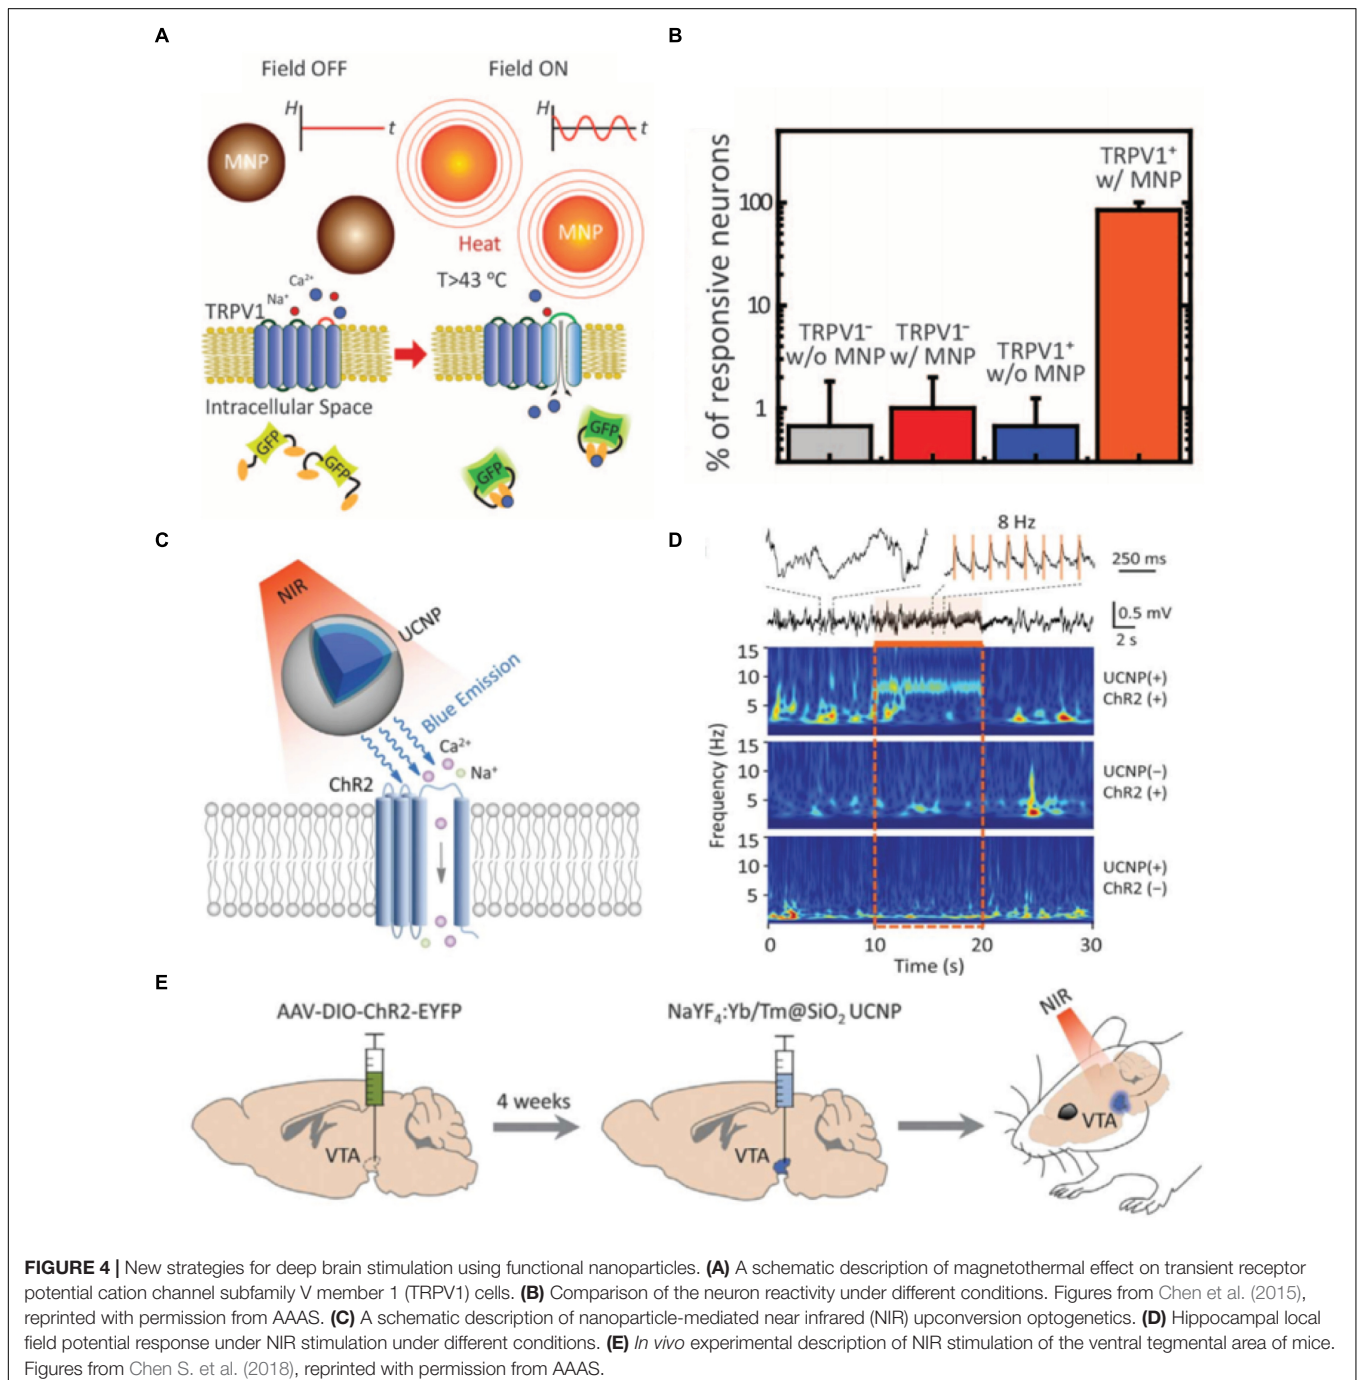 A
Field OFF
Field ON
H
t
H
t
MNP
MNP
Heat
T>43 °C
Ca²⁺
Na⁺
TRPV1
Intracellular Space
GFP
GFP
GFP
GFP
B
% of responsive neurons
100
10
1
TRPV1⁻
w/o MNP
TRPV1⁻
w/ MNP
TRPV1⁺
w/o MNP
TRPV1⁺
w/ MNP
C
NIR
UCNP
Blue Emission
Ca²⁺
Na⁺
ChR2
D
8 Hz
250 ms
0.5 mV
2 s
Frequency (Hz)
15
10
5
UCNP(+)
ChR2 (+)
15
10
5
UCNP(−)
ChR2 (+)
15
10
5
UCNP(+)
ChR2 (−)
0
10
20
30
Time (s)
E
AAV-DIO-ChR2-EYFP
VTA
4 weeks
NaYF₄:Yb/Tm@SiO₂ UCNP
VTA
NIR
VTA
FIGURE 4 | New strategies for deep brain stimulation using functional nanoparticles. (A) A schematic description of magnetothermal effect on transient receptor
potential cation channel subfamily V member 1 (TRPV1) cells. (B) Comparison of the neuron reactivity under different conditions. Figures from Chen et al. (2015),
reprinted with permission from AAAS. (C) A schematic description of nanoparticle-mediated near infrared (NIR) upconversion optogenetics. (D) Hippocampal local
field potential response under NIR stimulation under different conditions. (E) In vivo experimental description of NIR stimulation of the ventral tegmental area of mice.
Figures from Chen S. et al. (2018), reprinted with permission from AAAS.